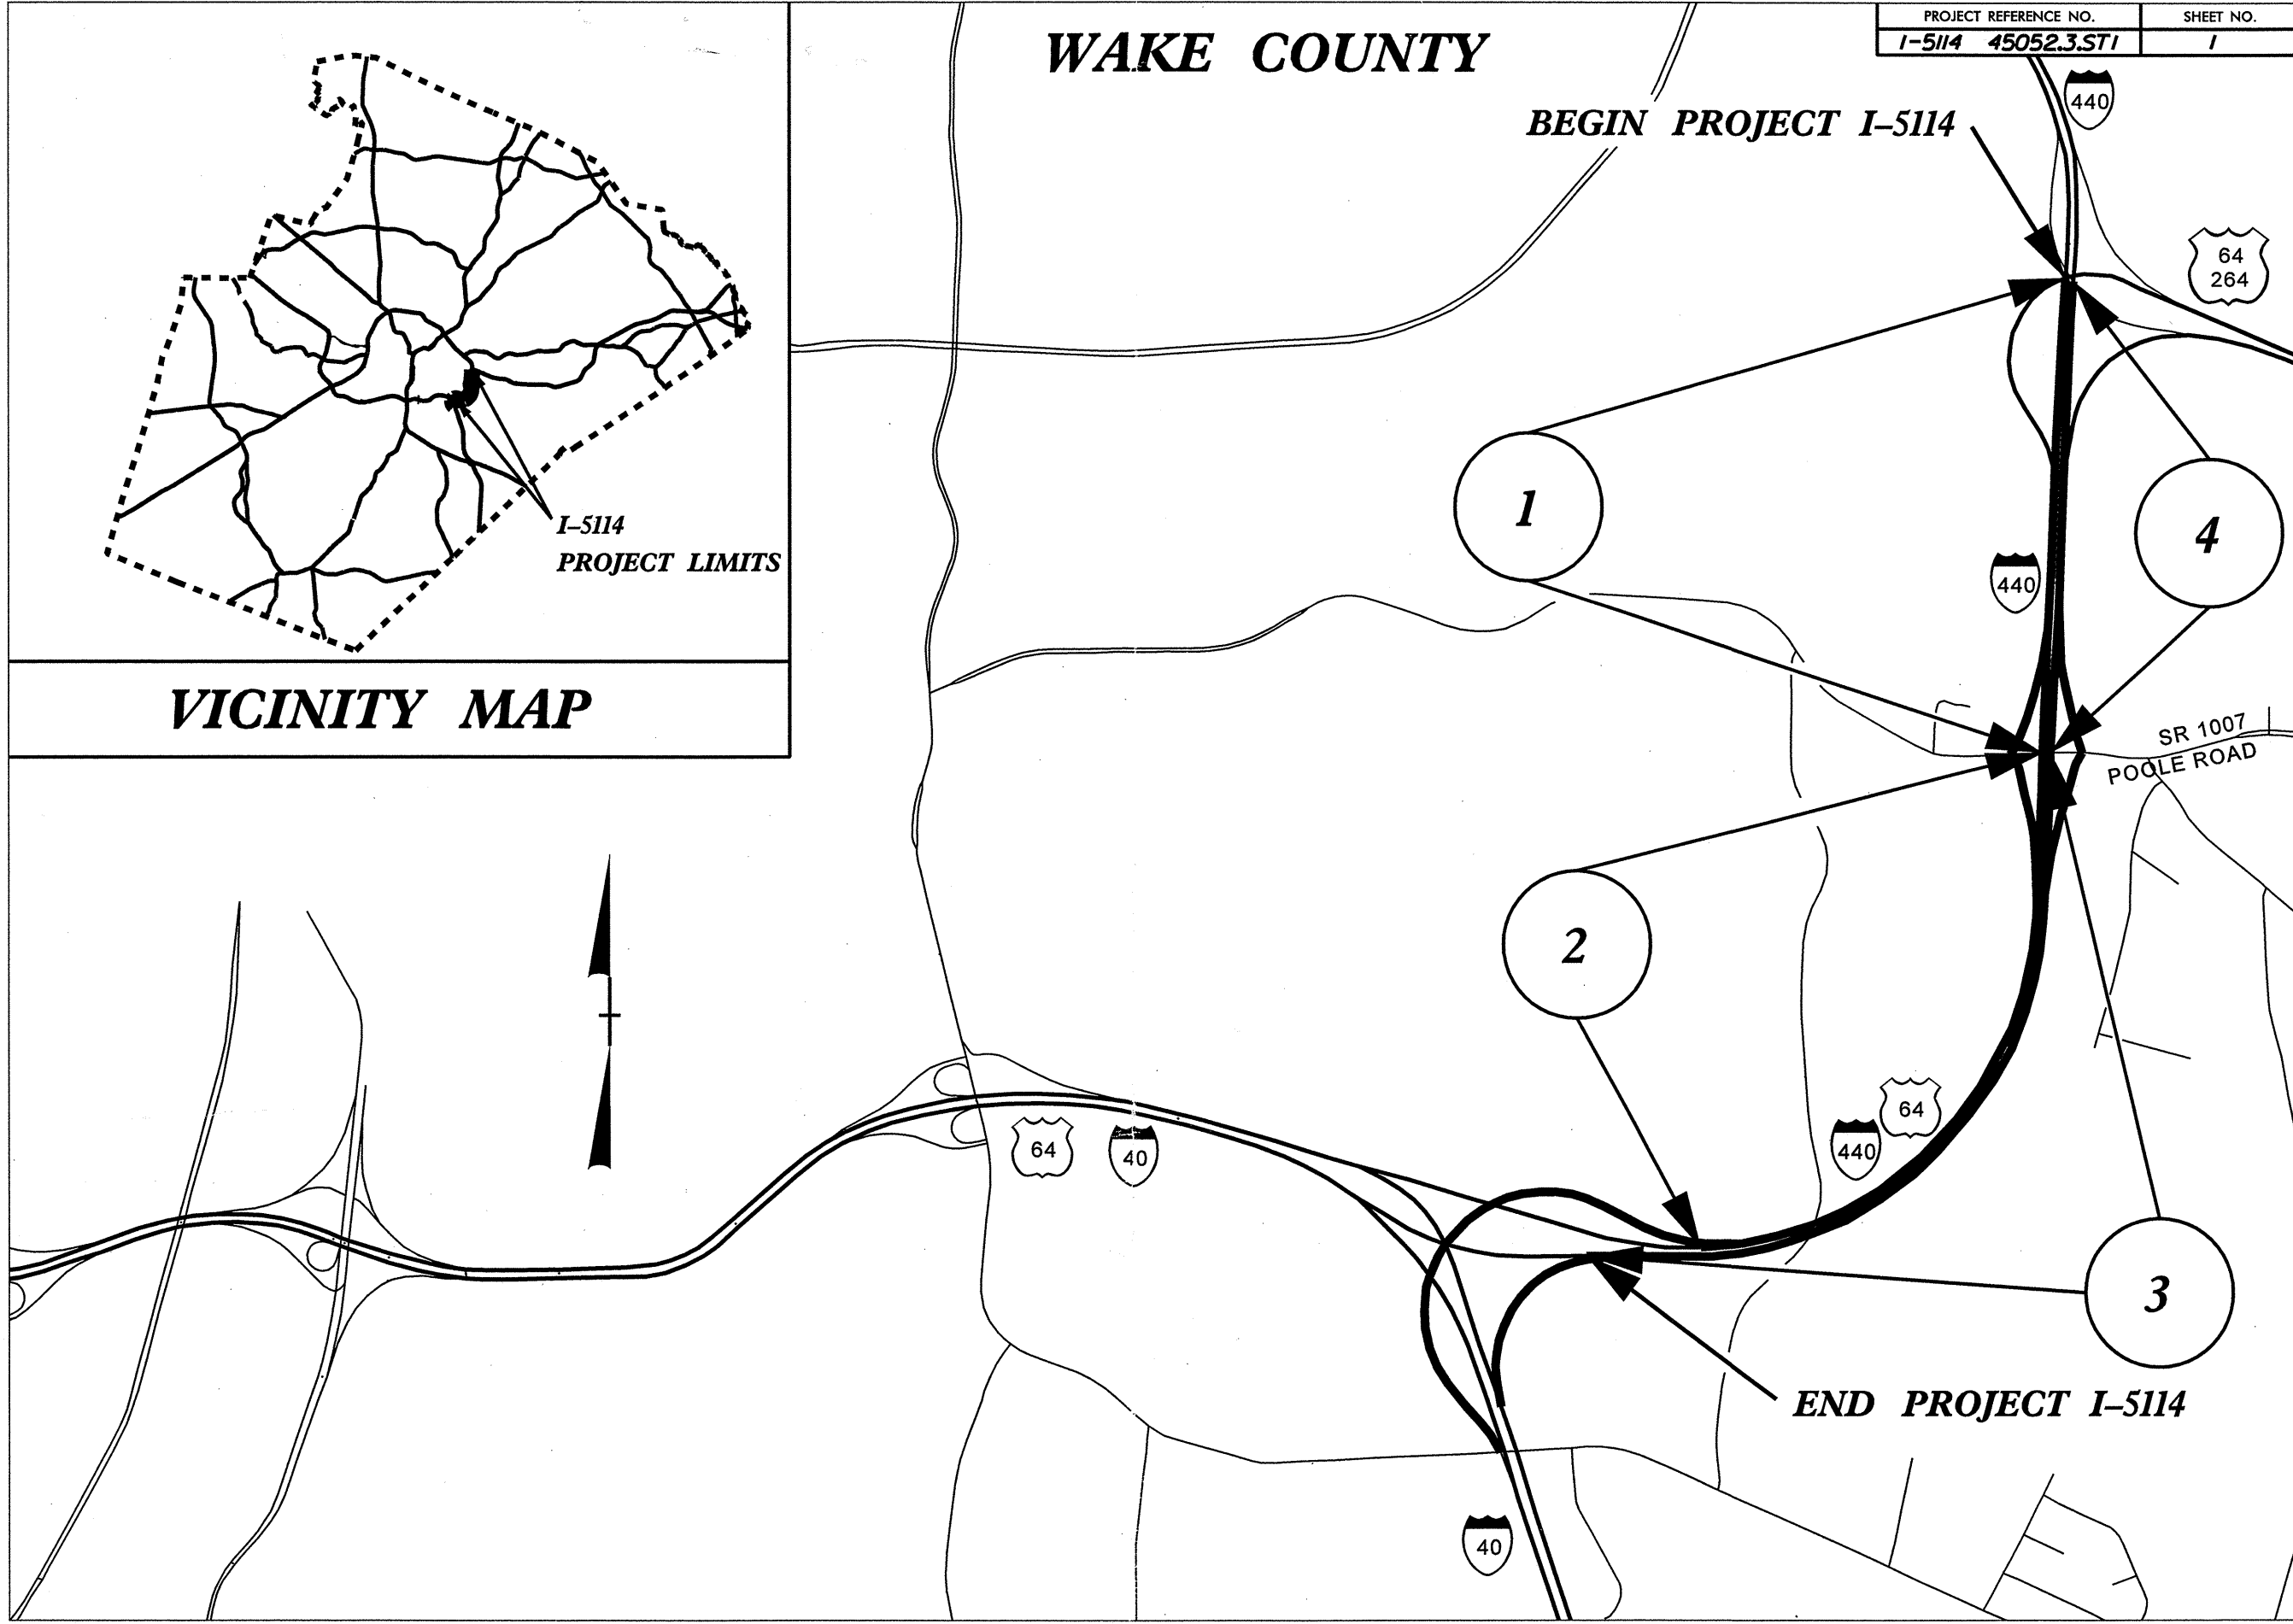 WAKE COUNTY
PROJECT REFERENCE NO.
SHEET NO.
I-5114 45052.3.ST1
1
440
BEGIN PROJECT I-5114
64
264
1
4
440
I-5114
PROJECT LIMITS
VICINITY MAP
SR 1007
POOLE ROAD
2
64
440
64
40
3
END PROJECT I-5114
40